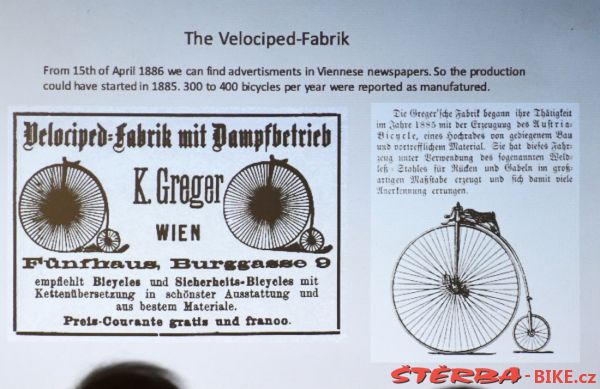 The Velociped-Fabrik
From 15th of April 1886 we can find advertisments in Viennese newspapers. So the production
could have started in 1885. 300 to 400 bicycles per year were reported as manufatured.
Velociped-Fabrik mit Dampfbetrieb
K. Greger
WIEN
Fünfhaus, Burggasse 9
empfiehlt Bicycles und Sicherheits-Bicycles mit
Kettenübersetzung in schönster Ausstattung und
aus bestem Materiale.
Preis-Courante gratis und franco.
Die Greger'sche Fabrik begann ihre Thätigkeit
im Jahre 1885 mit der Erzeugung des Austria-
Bicycle, eines Hochrades von gediegenem Bau
und vortrefflichem Material. Sie hat dieses Fahr-
zeug unter Verwendung des sogenannten Weld-
leß-Stahles für Rücken und Gabeln im groß-
artigen Maßstabe erzeugt und sich damit viele
Anerkennung errungen.
ŠTĚRBA-BIKE.cz